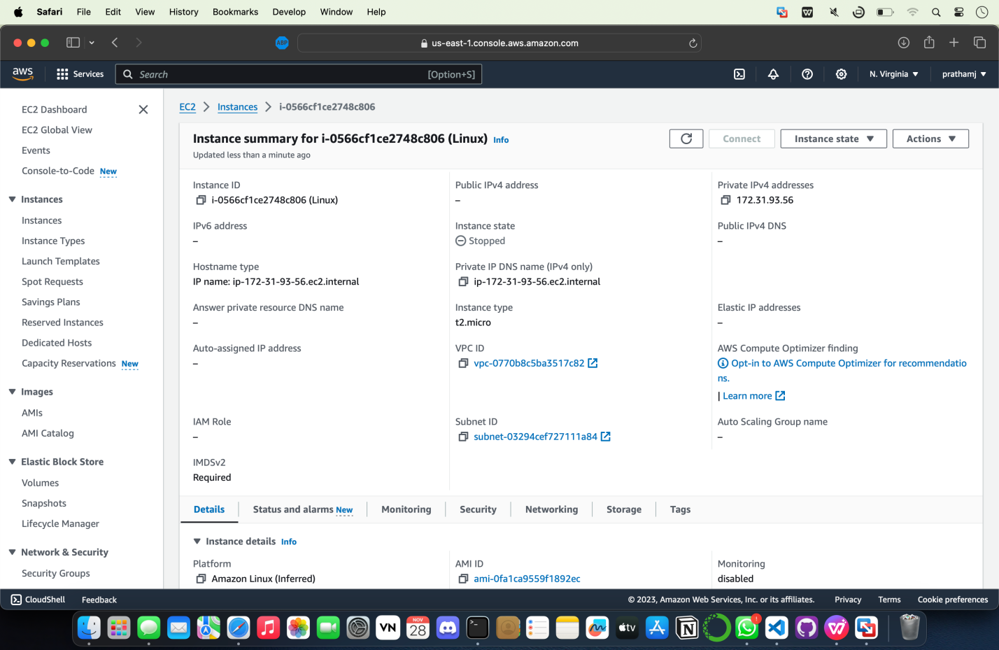 Safari File Edit View History Bookmarks Develop Window Help
ABP us-east-1.console.aws.amazon.com
aws Services Search [Option+S] N. Virginia prathamj
EC2 Dashboard
EC2 Global View
Events
Console-to-Code New
Instances
Instances
Instance Types
Launch Templates
Spot Requests
Savings Plans
Reserved Instances
Dedicated Hosts
Capacity Reservations New
Images
AMIs
AMI Catalog
Elastic Block Store
Volumes
Snapshots
Lifecycle Manager
Network & Security
Security Groups
EC2 Instances i-0566cf1ce2748c806
Instance summary for i-0566cf1ce2748c806 (Linux) Info
Updated less than a minute ago
Connect Instance state Actions
Instance ID Public IPv4 address Private IPv4 addresses
i-0566cf1ce2748c806 (Linux) – 172.31.93.56
IPv6 address Instance state Public IPv4 DNS
– Stopped –
Hostname type Private IP DNS name (IPv4 only)
IP name: ip-172-31-93-56.ec2.internal ip-172-31-93-56.ec2.internal
Answer private resource DNS name Instance type Elastic IP addresses
– t2.micro –
Auto-assigned IP address VPC ID AWS Compute Optimizer finding
– vpc-0770b8c5ba3517c82 Opt-in to AWS Compute Optimizer for recommendatio
ns.
| Learn more
IAM Role Subnet ID Auto Scaling Group name
– subnet-03294cef727111a84 –
IMDSv2
Required
Details Status and alarms New Monitoring Security Networking Storage Tags
Instance details Info
Platform AMI ID Monitoring
Amazon Linux (Inferred) ami-0fa1ca9559f1892ec disabled
CloudShell Feedback © 2023, Amazon Web Services, Inc. or its affiliates. Privacy Terms Cookie preferences
VN NOV 28 tv 1